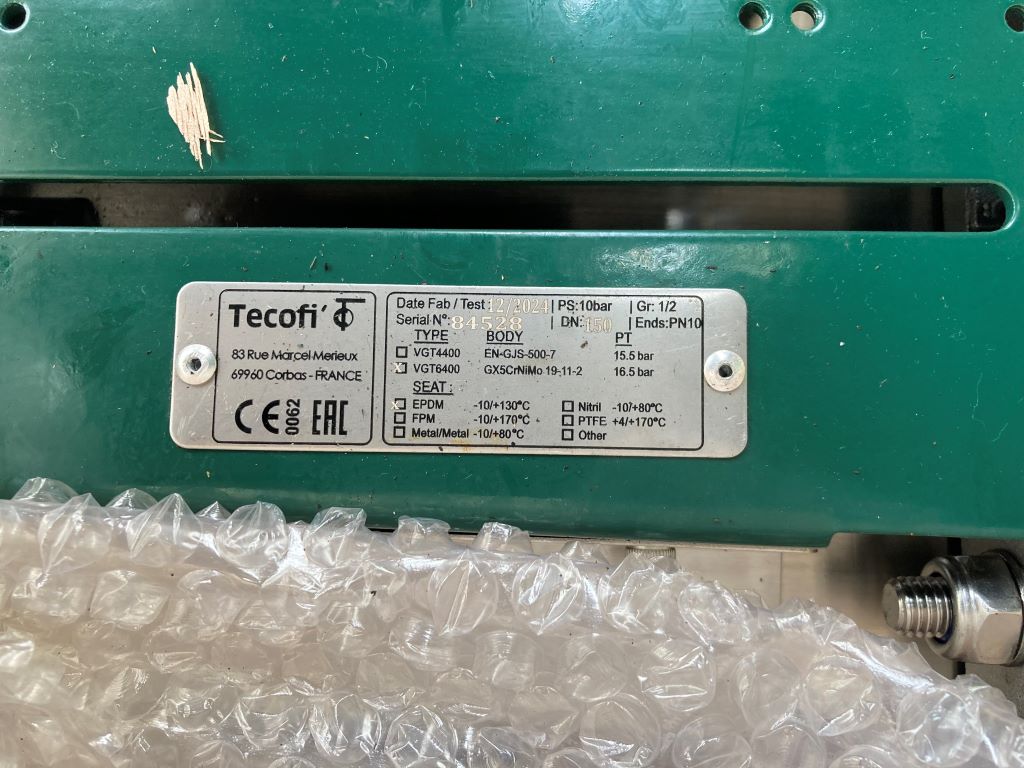 Tecofi'
83 Rue Marcel Merieux
69960 Corbas - FRANCE
CE 0062 EAC
Date Fab / Test: 12/2024 | PS:10bar | Gr: 1/2
Serial N°: 84528 | DN: 150 | Ends:PN10
TYPE BODY PT
VGT4400 EN-GJS-500-7 15.5 bar
X VGT6400 GX5CrNiMo 19-11-2 16.5 bar
SEAT :
X EPDM -10/+130°C Nitril -10/+80°C
FPM -10/+170°C PTFE +4/+170°C
Metal/Metal -10/+80°C Other